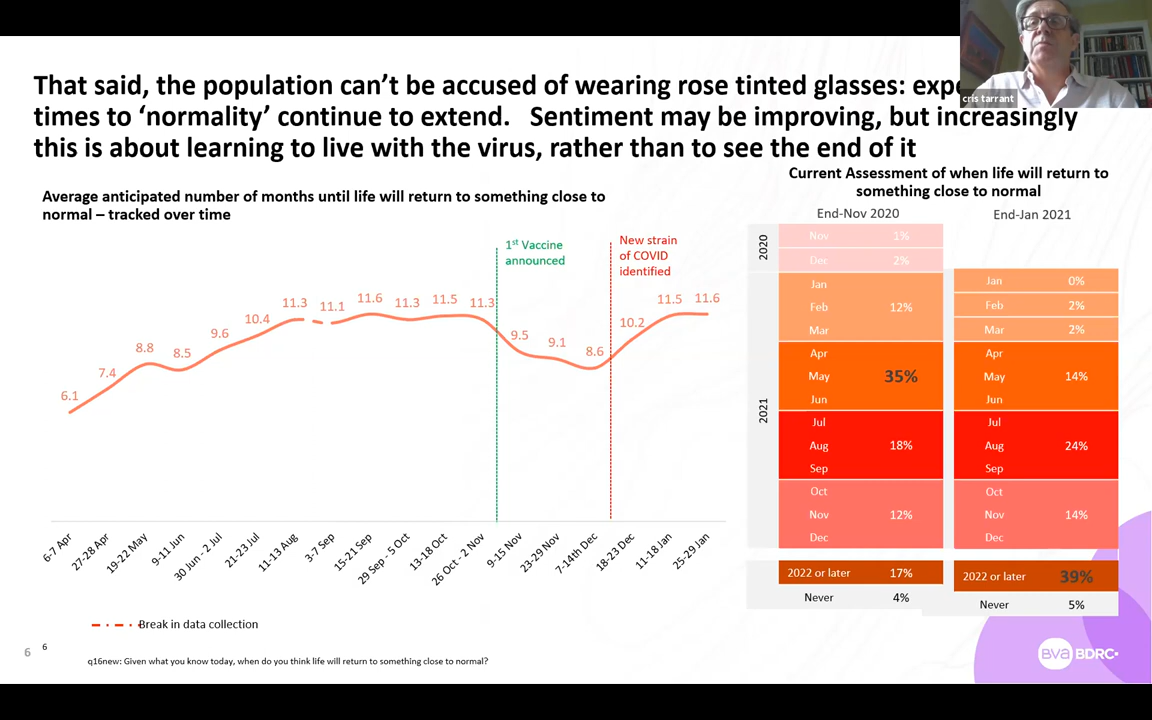 cris tarrant
That said, the population can't be accused of wearing rose tinted glasses:
times to 'normality' continue to extend. Sentiment may be improving, but increasingly
this is about learning to live with the virus, rather than to see the end of it
Average anticipated number of months until life will return to something close to
normal – tracked over time
1st Vaccine
announced
New strain
of COVID
identified
6.1
7.4
8.8
8.5
9.6
10.4
11.3
11.1
11.6
11.3
11.5
11.3
9.5
9.1
8.6
10.2
11.5
11.6
6-7 Apr
27-28 Apr
19-22 May
9-11 Jun
30 Jun - 2 Jul
21-23 Jul
11-13 Aug
3-7 Sep
15-21 Sep
29 Sep - 5 Oct
13-18 Oct
26 Oct - 2 Nov
9-15 Nov
23-29 Nov
7-14th Dec
18-23 Dec
11-18 Jan
25-29 Jan
Break in data collection
Current Assessment of when life will return to
something close to normal
End-Nov 2020
End-Jan 2021
2020
Nov 1%
Dec 2%
2021
Jan
Feb 12%
Mar
Apr
May 35%
Jun
Jul
Aug 18%
Sep
Oct
Nov 12%
Dec
2022 or later 17%
Never 4%
Jan 0%
Feb 2%
Mar 2%
Apr
May 14%
Jun
Jul
Aug 24%
Sep
Oct
Nov 14%
Dec
2022 or later 39%
Never 5%
6
6
q16new: Given what you know today, when do you think life will return to something close to normal?
BVA BDRC